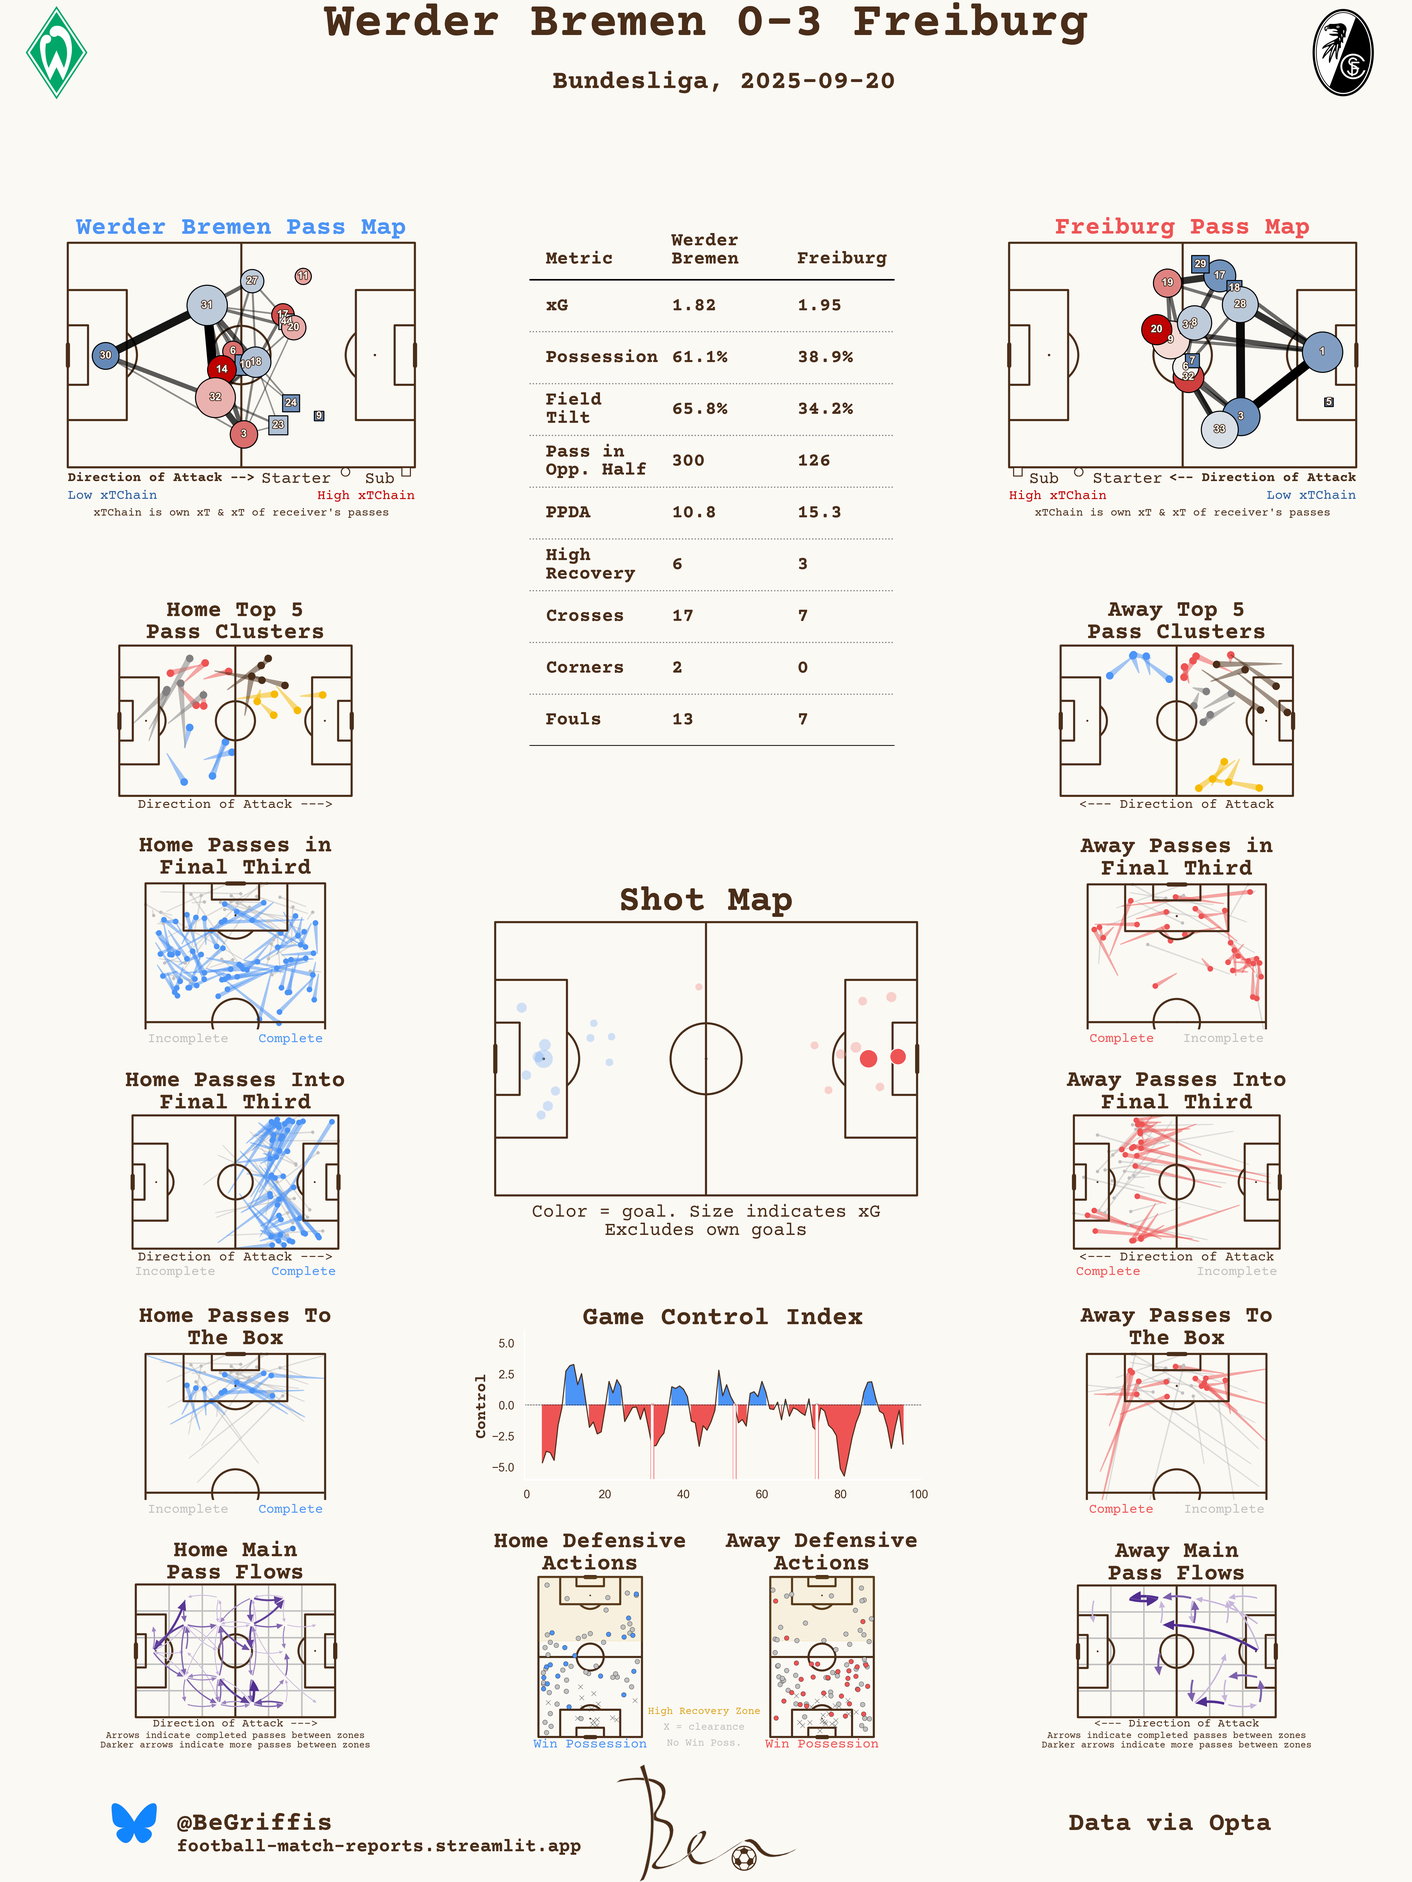 Werder Bremen 0-3 Freiburg
Bundesliga, 2025-09-20
Werder Bremen Pass Map
30
31
27
11
17
20
6
14
10
18
32
3
24
23
9
Direction of Attack --> Starter Sub
Low xTChain High xTChain
xTChain is own xT & xT of receiver's passes
Metric Werder Bremen Freiburg
xG 1.82 1.95
Possession 61.1% 38.9%
Field Tilt 65.8% 34.2%
Pass in Opp. Half 300 126
PPDA 10.8 15.3
High Recovery 6 3
Crosses 17 7
Corners 2 0
Fouls 13 7
Freiburg Pass Map
29
17
19
18
28
8
20
9
1
7
6
32
5
3
33
Sub Starter <-- Direction of Attack
High xTChain Low xTChain
xTChain is own xT & xT of receiver's passes
Home Top 5
Pass Clusters
Direction of Attack --->
Away Top 5
Pass Clusters
<--- Direction of Attack
Home Passes in
Final Third
Incomplete Complete
Away Passes in
Final Third
Complete Incomplete
Shot Map
Color = goal. Size indicates xG
Excludes own goals
Home Passes Into
Final Third
Direction of Attack --->
Incomplete Complete
Away Passes Into
Final Third
<--- Direction of Attack
Complete Incomplete
Home Passes To
The Box
Incomplete Complete
Game Control Index
Control
5.0
2.5
0.0
−2.5
−5.0
0 20 40 60 80 100
Away Passes To
The Box
Complete Incomplete
Home Main
Pass Flows
Direction of Attack --->
Arrows indicate completed passes between zones
Darker arrows indicate more passes between zones
Home Defensive
Actions
Win Possession
High Recovery Zone
X = clearance
No Win Poss.
Away Defensive
Actions
Win Possession
Away Main
Pass Flows
<--- Direction of Attack
Arrows indicate completed passes between zones
Darker arrows indicate more passes between zones
@BeGriffis
football-match-reports.streamlit.app
Ben
Data via Opta